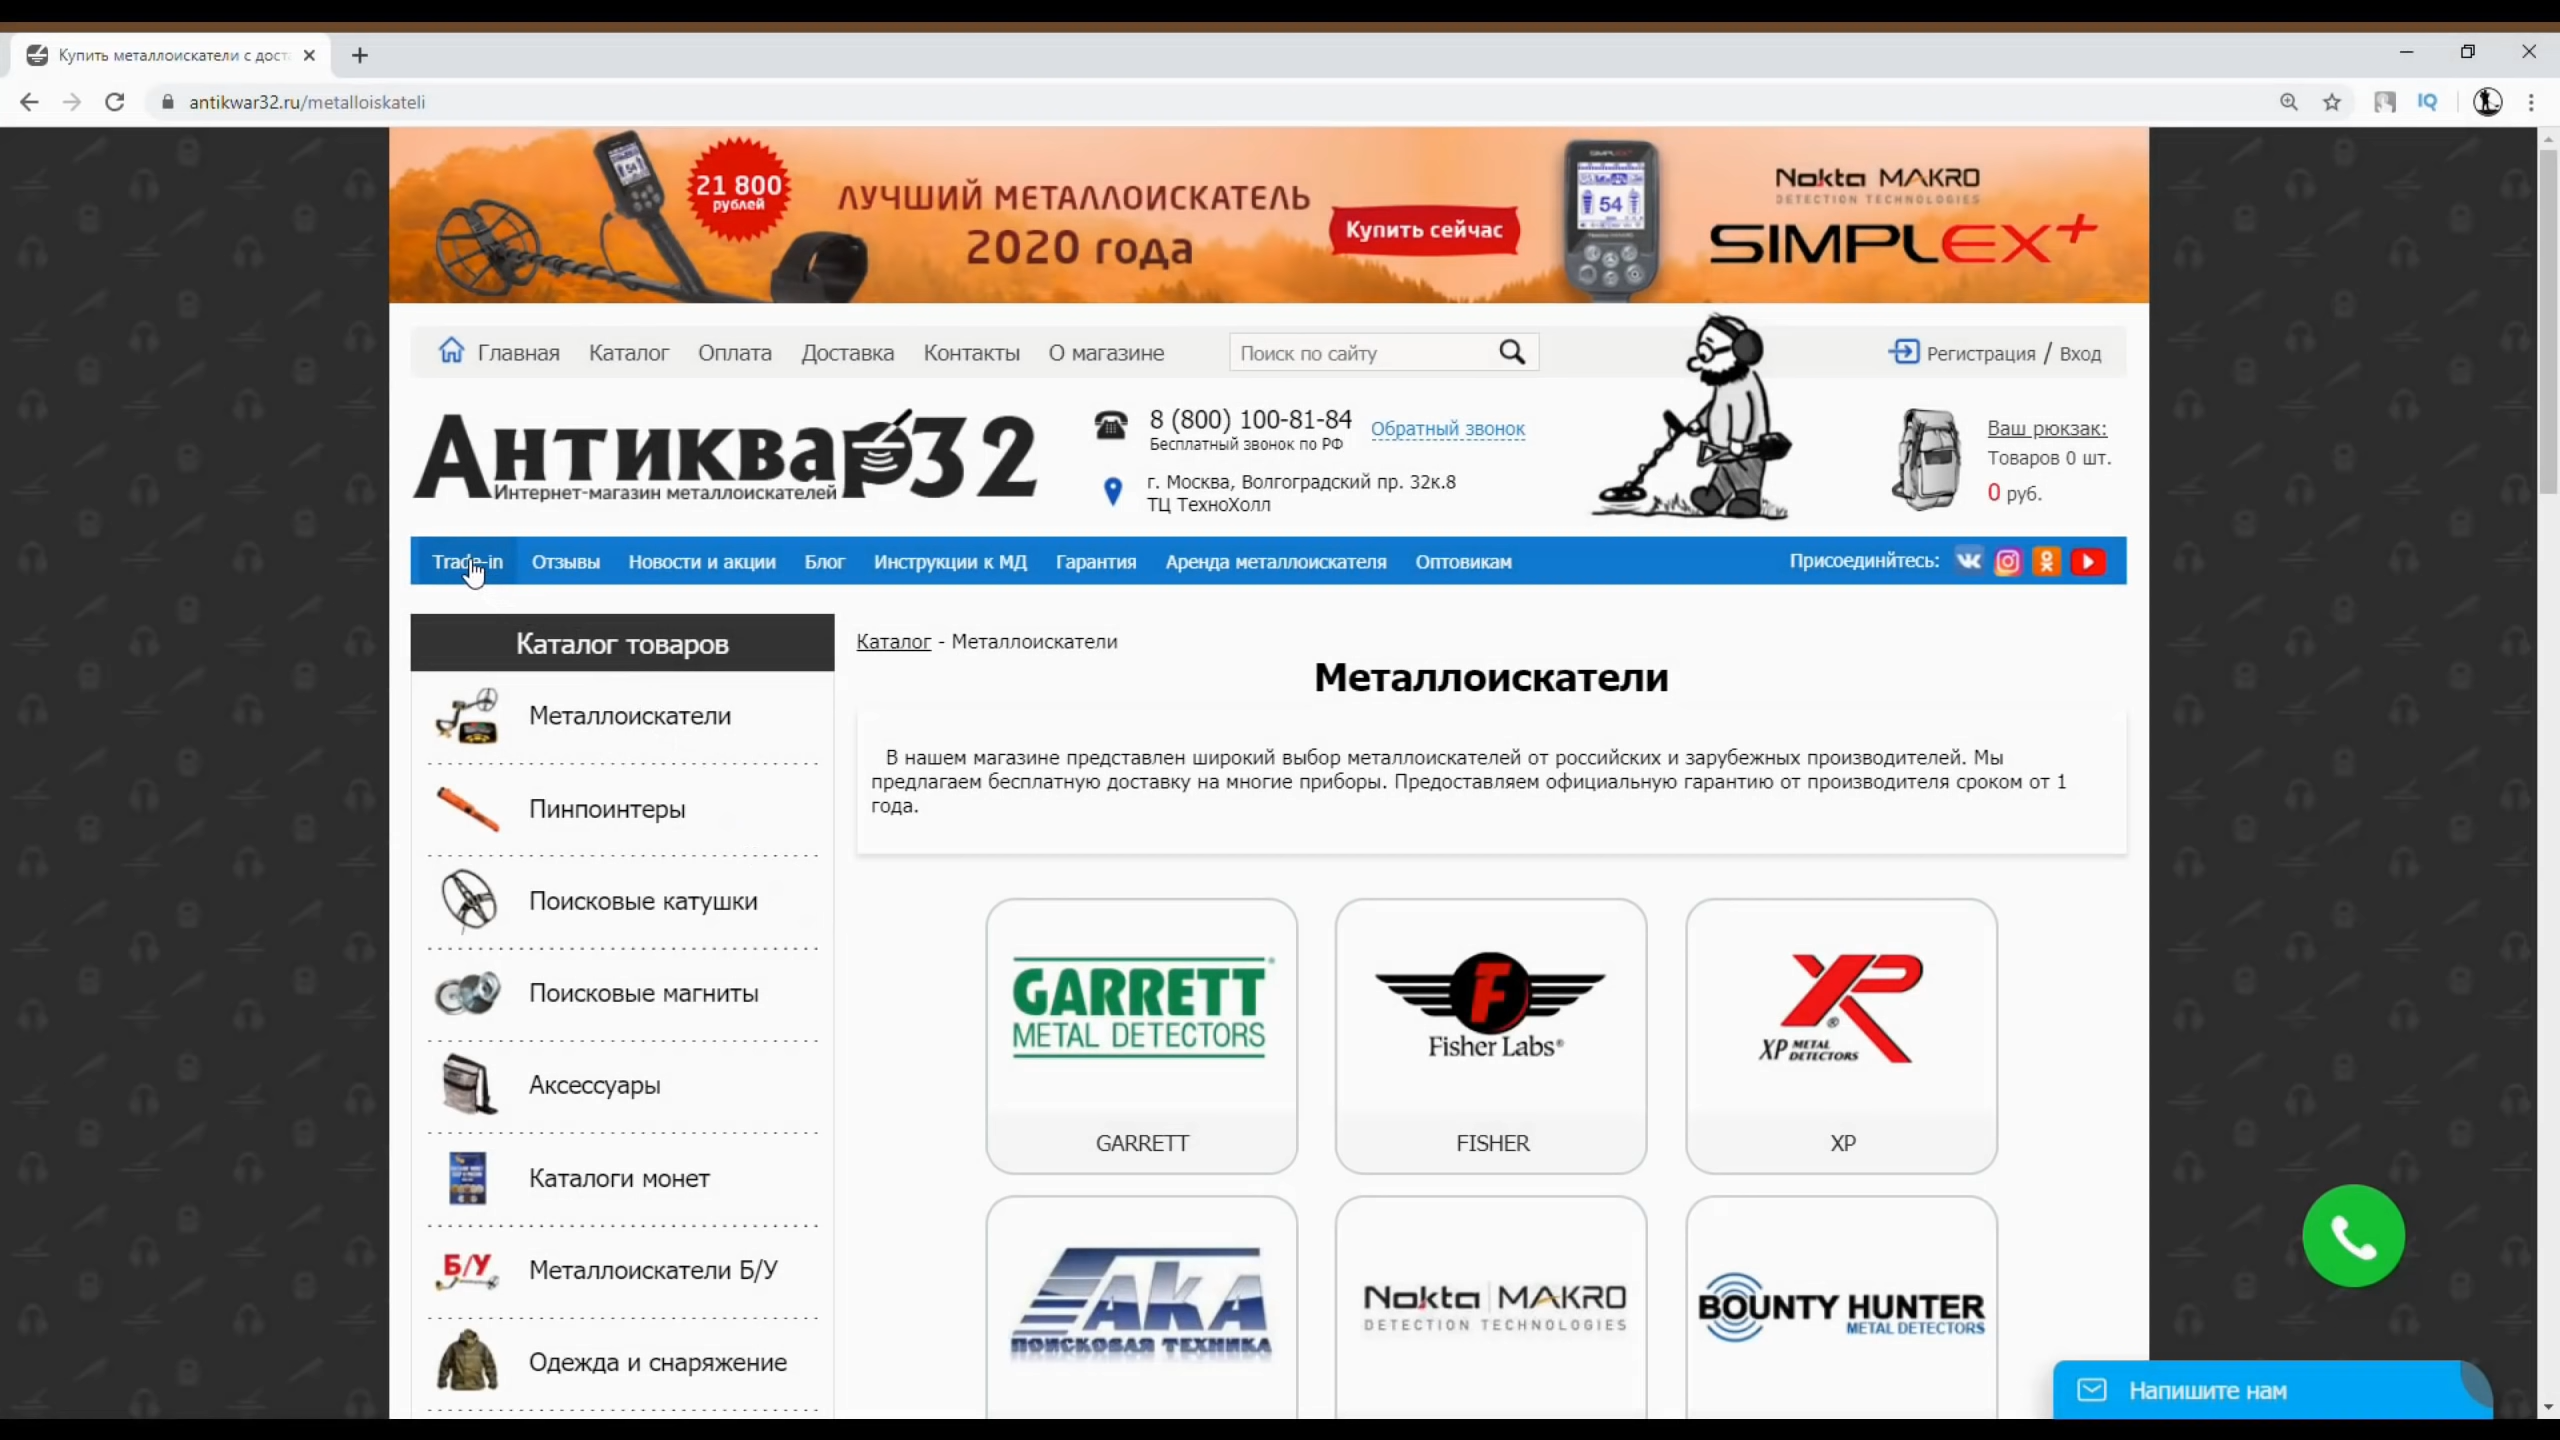 Купить металлоискатели с дост
antikwar32.ru/metalloiskateli
21 800
рублей
ЛУЧШИЙ МЕТАЛЛОИСКАТЕЛЬ
2020 года
Купить сейчас
54
Nokta MAKRO
DETECTION TECHNOLOGIES
SIMPLEX+
Главная Каталог Оплата Доставка Контакты О магазине
Поиск по сайту
Регистрация / Вход
Антиквар32
Интернет-магазин металлоискателей
8 (800) 100-81-84
Бесплатный звонок по РФ
Обратный звонок
г. Москва, Волгоградский пр. 32к.8
ТЦ ТехноХолл
Ваш рюкзак:
Товаров 0 шт.
0 руб.
Trade-in Отзывы Новости и акции Блог Инструкции к МД Гарантия Аренда металлоискателя Оптовикам
Присоединйтесь:
Каталог товаров
Металлоискатели
Пинпоинтеры
Поисковые катушки
Поисковые магниты
Аксессуары
Каталоги монет
Б/У
Металлоискатели Б/У
Одежда и снаряжение
Каталог - Металлоискатели
Металлоискатели
В нашем магазине представлен широкий выбор металлоискателей от российских и зарубежных производителей. Мы
предлагаем бесплатную доставку на многие приборы. Предоставляем официальную гарантию от производителя сроком от 1
года.
GARRETT
METAL DETECTORS
GARRETT
F
Fisher Labs®
FISHER
XP
XP METAL DETECTORS
XP
АКА
ПОИСКОВАЯ ТЕХНИКА
Nokta MAKRO
DETECTION TECHNOLOGIES
BOUNTY HUNTER
METAL DETECTORS
IQ
Напишите нам